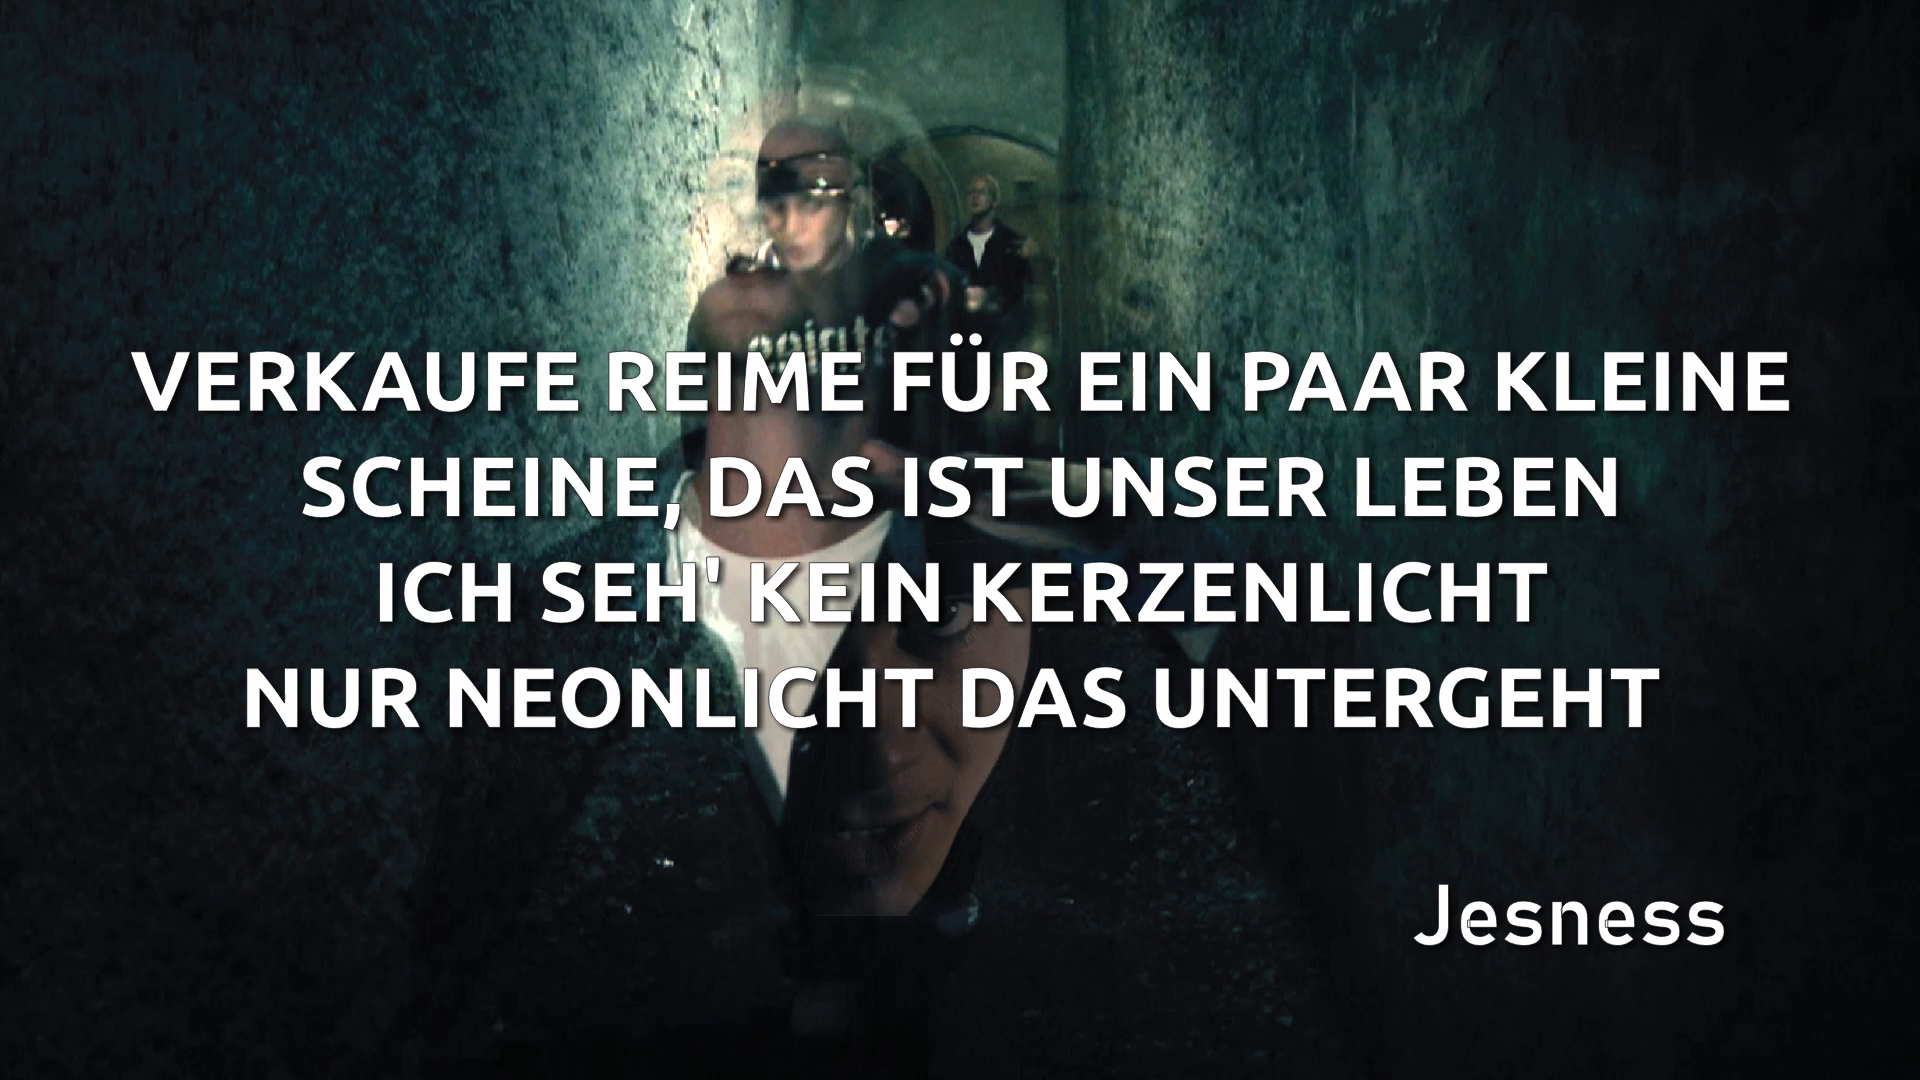 VERKAUFE REIME FÜR EIN PAAR KLEINE
SCHEINE, DAS IST UNSER LEBEN
ICH SEH' KEIN KERZENLICHT
NUR NEONLICHT DAS UNTERGEHT
Jesness